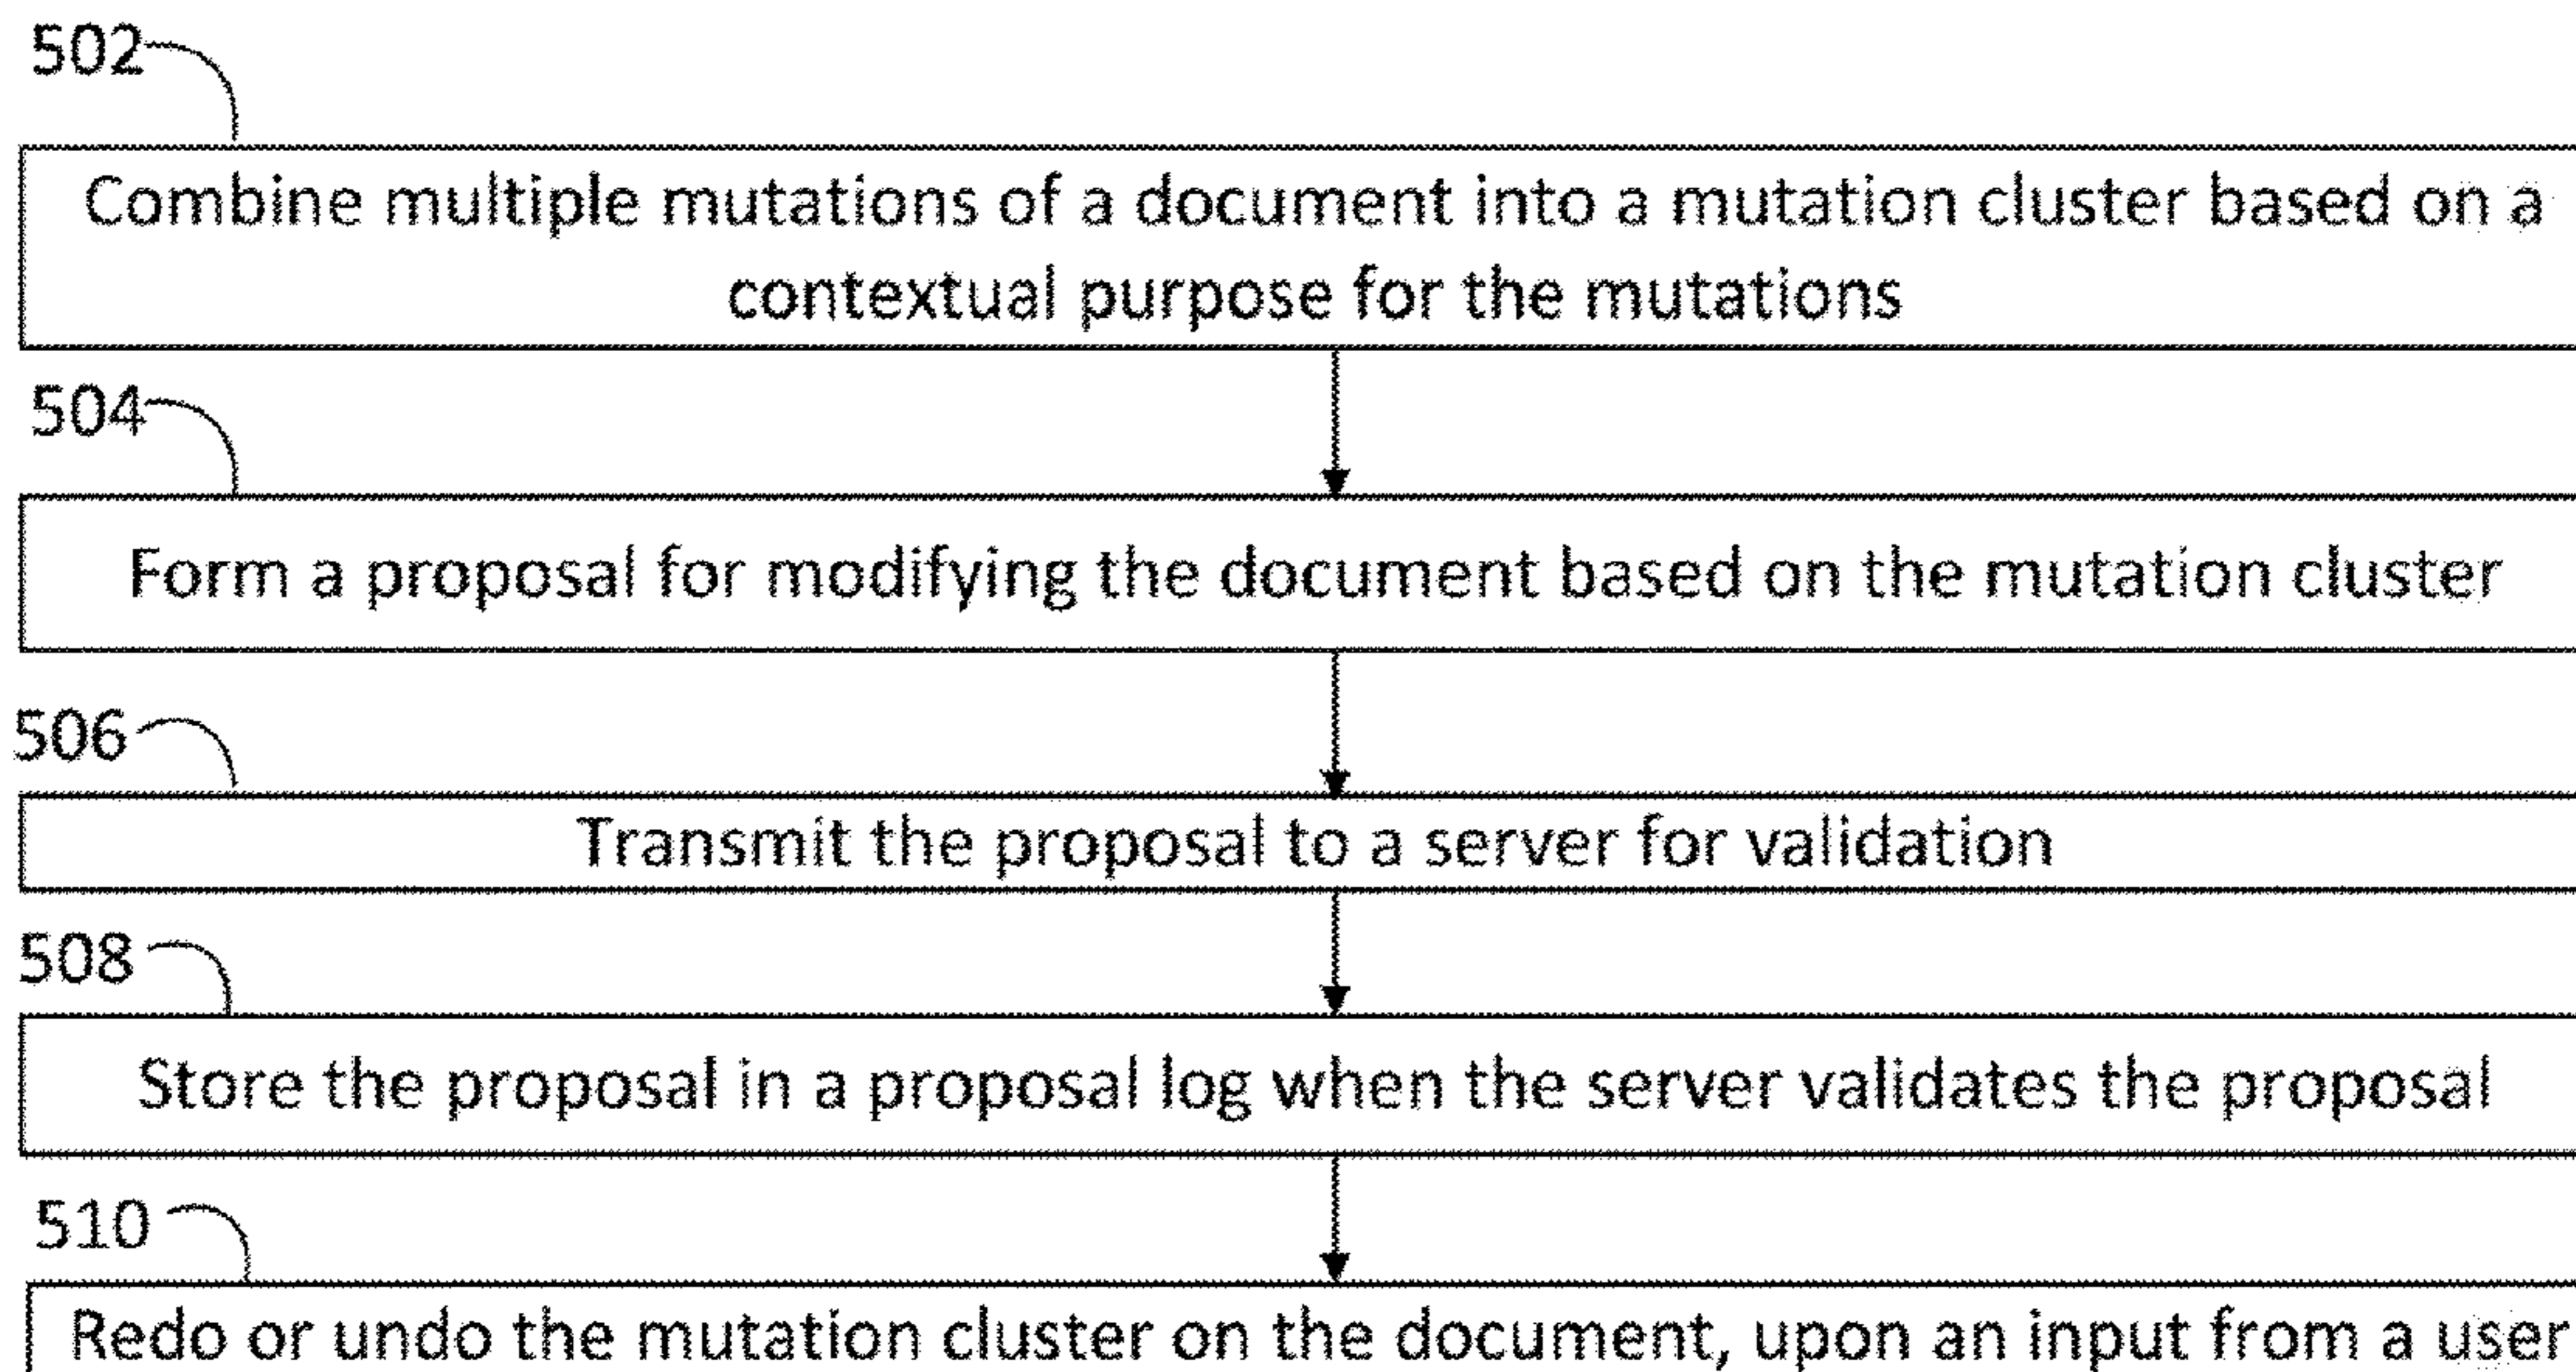 502
Combine multiple mutations of a document into a mutation cluster based on a
contextual purpose for the mutations
504
Form a proposal for modifying the document based on the mutation cluster
506
Transmit the proposal to a server for validation
508
Store the proposal in a proposal log when the server validates the proposal
510
Redo or undo the mutation cluster on the document, upon an input from a user